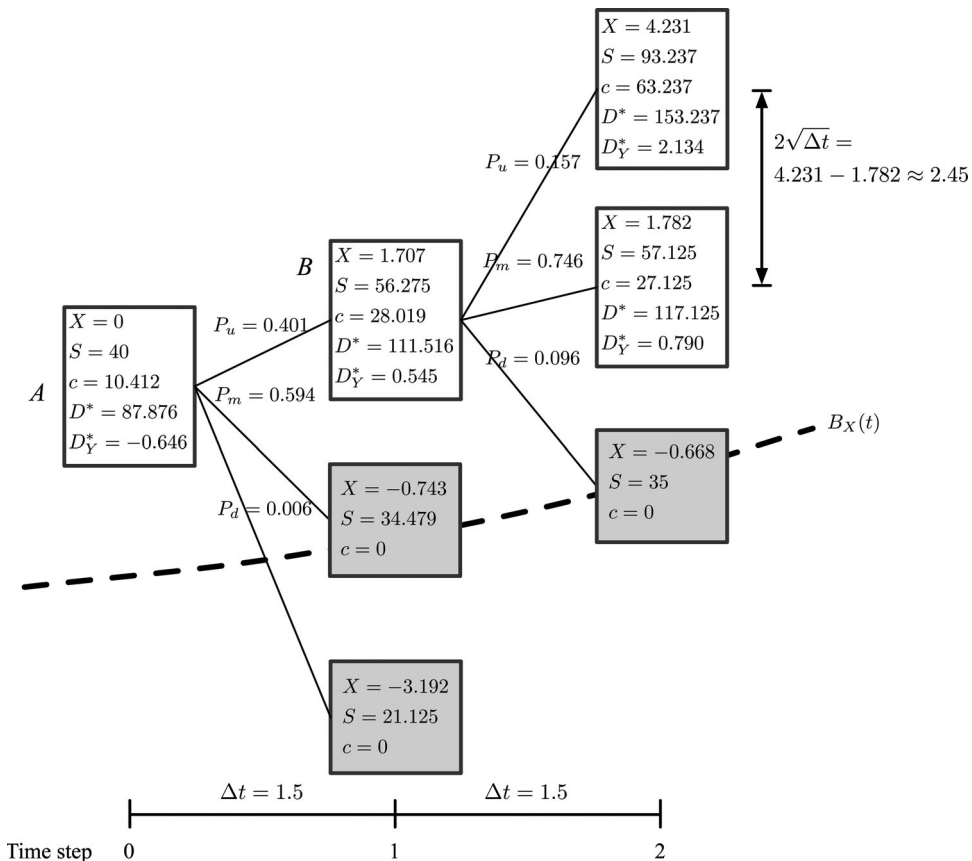 X = 4.231
S = 93.237
c = 63.237
D* = 153.237
D*_Y = 2.134
2√Δt =
4.231 − 1.782 ≈ 2.45
P_u = 0.157
X = 1.782
S = 57.125
c = 27.125
D* = 117.125
D*_Y = 0.790
P_m = 0.746
B
X = 1.707
S = 56.275
c = 28.019
D* = 111.516
D*_Y = 0.545
P_d = 0.096
A
X = 0
S = 40
c = 10.412
D* = 87.876
D*_Y = −0.646
P_u = 0.401
P_m = 0.594
P_d = 0.006
B_X(t)
X = −0.668
S = 35
c = 0
X = −0.743
S = 34.479
c = 0
X = −3.192
S = 21.125
c = 0
Δt = 1.5 Δt = 1.5
Time step 0 1 2